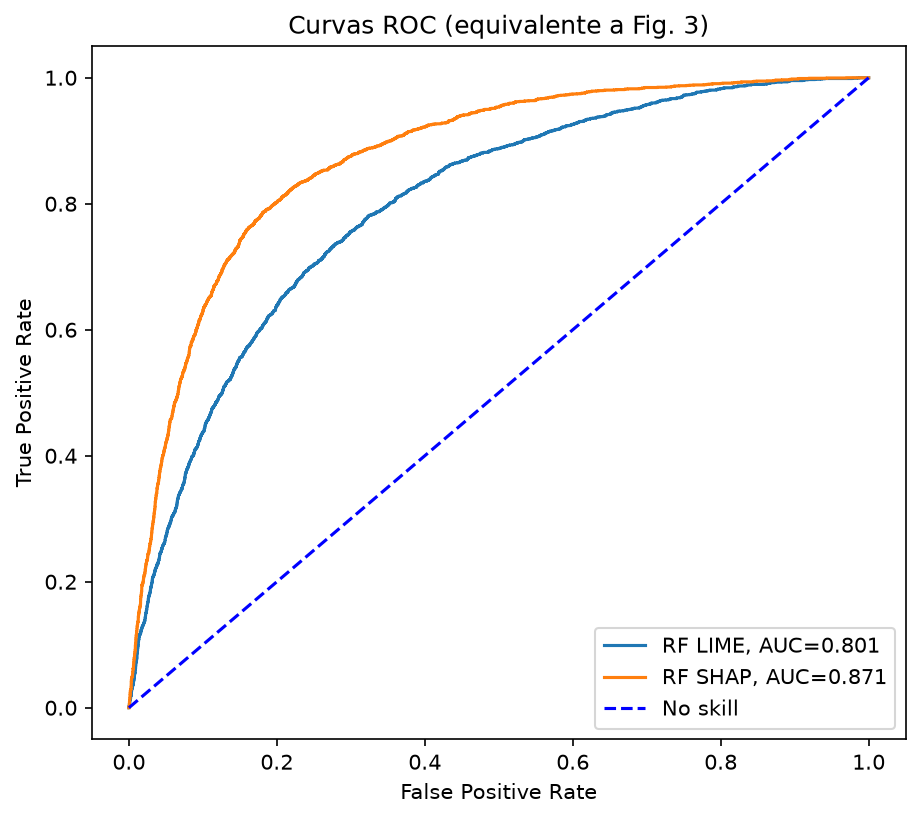 Curvas ROC (equivalente a Fig. 3)
True Positive Rate
1.0
0.8
0.6
0.4
0.2
0.0
RF LIME, AUC=0.801
RF SHAP, AUC=0.871
No skill
0.0 0.2 0.4 0.6 0.8 1.0
False Positive Rate